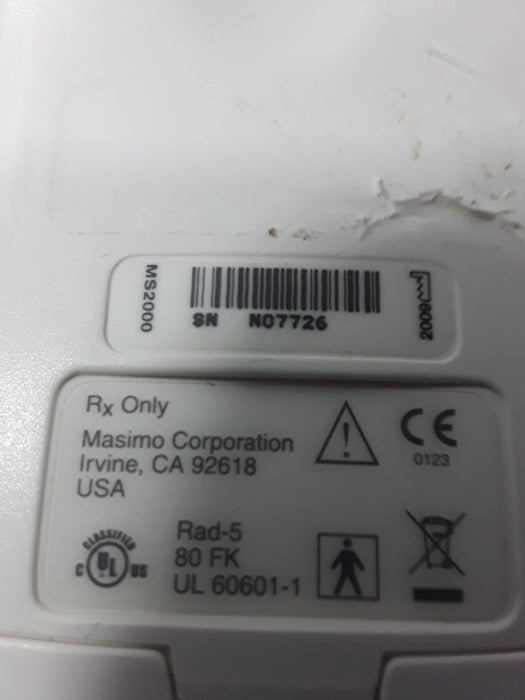 MS2000
SN N07726
2009
Rx Only
Masimo Corporation
Irvine, CA 92618
USA
CE
0123
CLASSIFIED
C UL US
Rad-5
80 FK
UL 60601-1